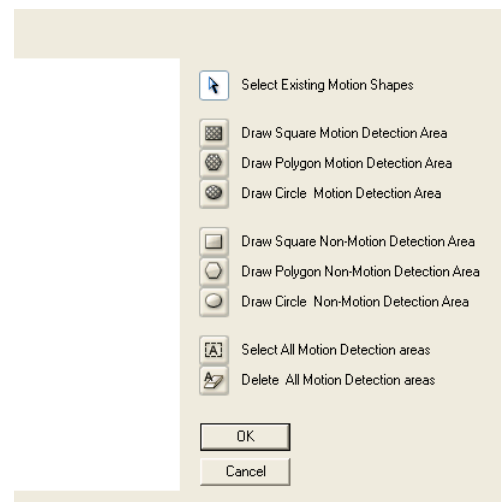 Select Existing Motion Shapes
Draw Square Motion Detection Area
Draw Polygon Motion Detection Area
Draw Circle Motion Detection Area
Draw Square Non-Motion Detection Area
Draw Polygon Non-Motion Detection Area
Draw Circle Non-Motion Detection Area
[A] Select All Motion Detection areas
A Delete All Motion Detection areas
OK
Cancel